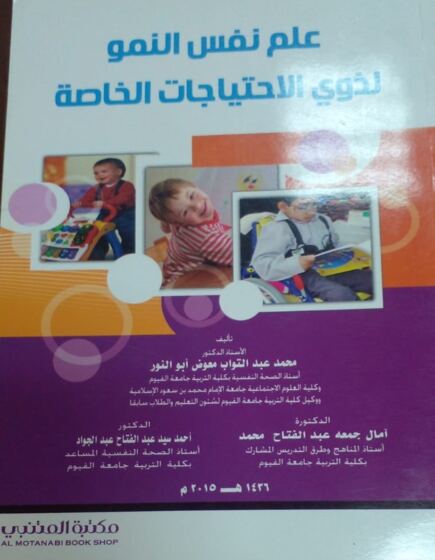 علم نفس النمو
لذوي الاحتياجات الخاصة
تأليف
الأستاذ الدكتور
محمد عبد التواب معوض أبو النور
أستاذ الصحة النفسية بكلية التربية جامعة الفيوم
وكلية العلوم الاجتماعية جامعة الإمام محمد بن سعود الإسلامية
ووكيل كلية التربية جامعة الفيوم لشئون التعليم والطلاب سابقا
الدكتورة
آمال جمعه عبد الفتاح محمد
أستاذ المناهج وطرق التدريس المشارك
بكلية التربية جامعة الفيوم
الدكتور
أحمد سيد عبد الفتاح عبد الجواد
أستاذ الصحة النفسية المساعد
بكلية التربية جامعة الفيوم
١٤٣٦ هـ ٢٠١٥ م
مكتبة المتنبي
AL MOTANABI BOOK SHOP